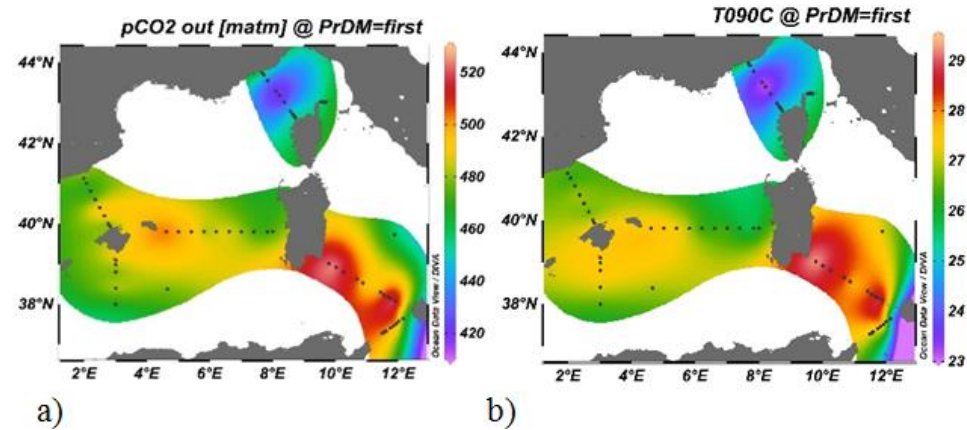 pCO2 out [matm] @ PrDM=first
44°N
42°N
40°N
38°N
2°E 4°E 6°E 8°E 10°E 12°E
520
500
480
460
440
420
Ocean Data View / DIVA
a)
T090C @ PrDM=first
44°N
42°N
40°N
38°N
2°E 4°E 6°E 8°E 10°E 12°E
29
28
27
26
25
24
23
Ocean Data View / DIVA
b)